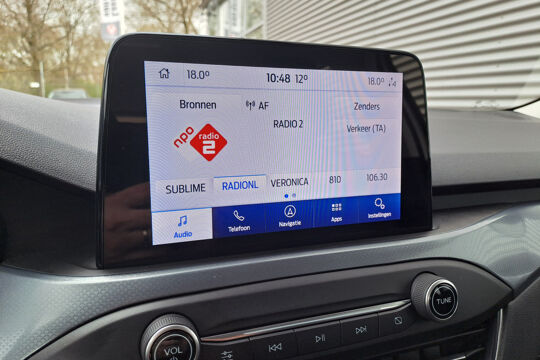 18.0° 10:48 12° 18.0°
Bronnen AF Zenders
RADIO 2 Verkeer (TA)
npo radio 2
SUBLIME RADIONL VERONICA 810 106.30
Audio Telefoon Navigatie Apps Instellingen
VOL TUNE